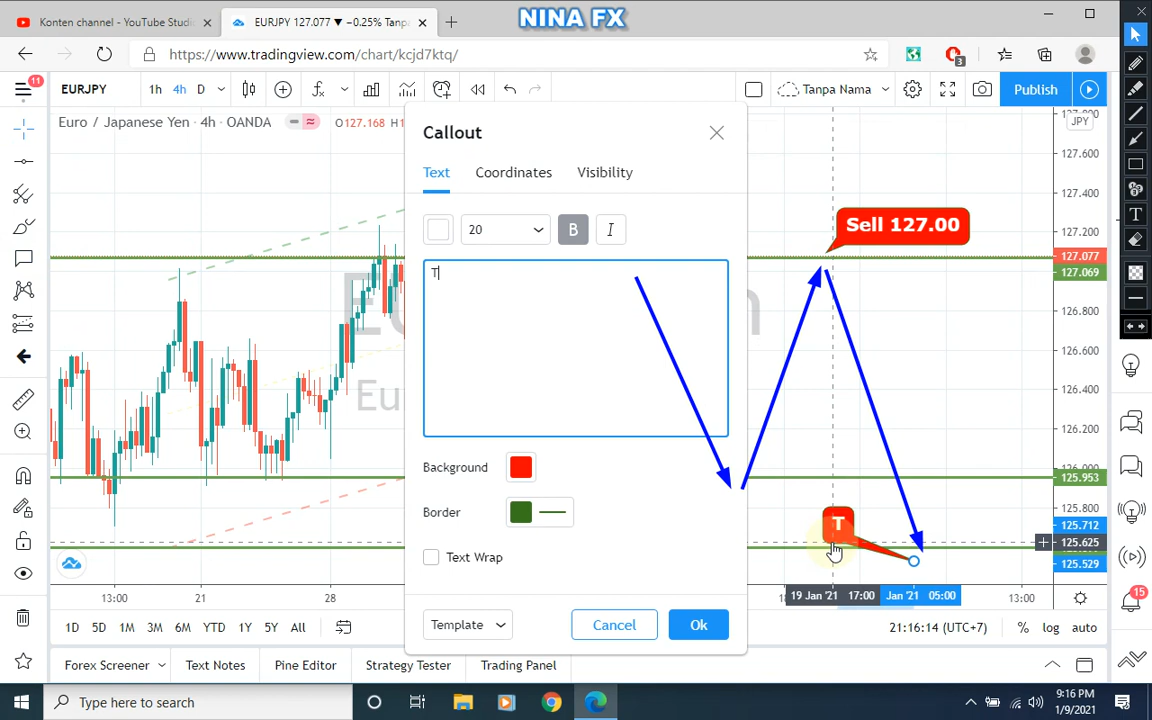 NINA FX
Konten channel - YouTube Studi
EURJPY 127.077 ▼ −0.25% Tanpa
https://www.tradingview.com/chart/kcjd7ktq/
3
11
EURJPY
1h
4h
D
Tanpa Nama
Publish
Euro / Japanese Yen · 4h · OANDA
O127.168
JPY
Callout
Text
Coordinates
Visibility
20
B
I
T
Background
Border
Text Wrap
Template
Cancel
Ok
Sell 127.00
T
127.600
127.400
127.200
127.077
127.069
126.800
126.600
126.400
126.200
126.000
125.953
125.800
125.712
125.625
125.529
13:00
21
28
19 Jan '21 17:00
Jan '21 05:00
13:00
1D
5D
1M
3M
6M
YTD
1Y
5Y
All
21:16:14 (UTC+7)
%
log
auto
15
Forex Screener
Text Notes
Pine Editor
Strategy Tester
Trading Panel
Type here to search
9:16 PM
1/9/2021